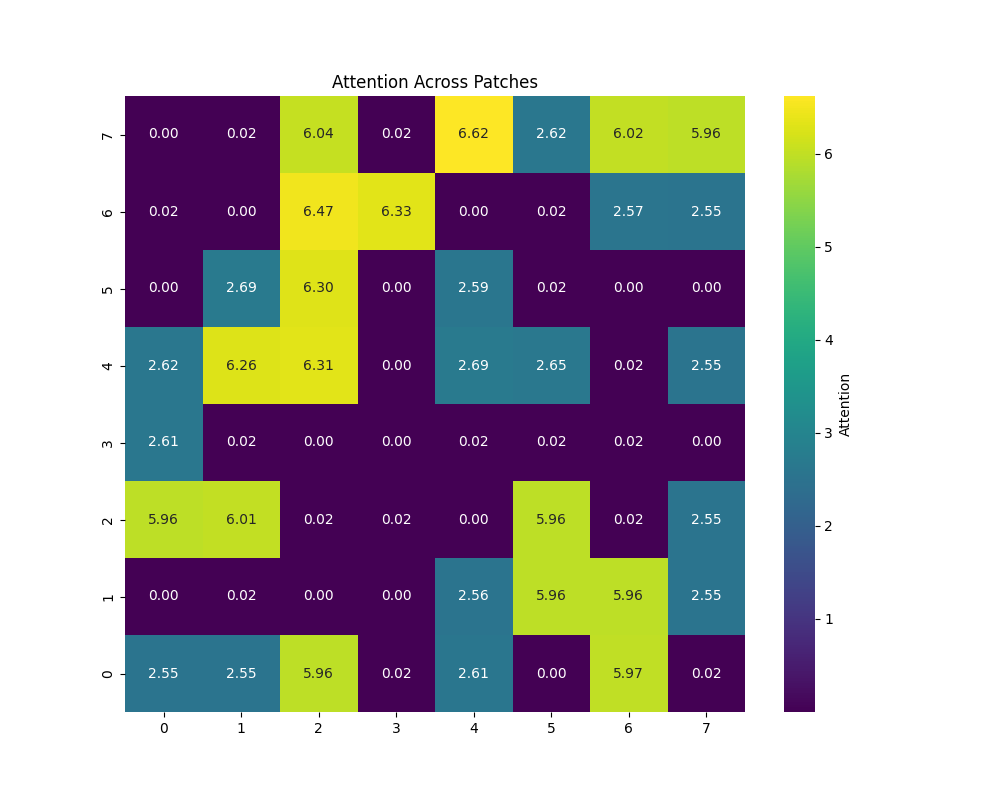 Attention Across Patches
7 0.00 0.02 6.04 0.02 6.62 2.62 6.02 5.96
6 0.02 0.00 6.47 6.33 0.00 0.02 2.57 2.55
5 0.00 2.69 6.30 0.00 2.59 0.02 0.00 0.00
4 2.62 6.26 6.31 0.00 2.69 2.65 0.02 2.55
3 2.61 0.02 0.00 0.00 0.02 0.02 0.02 0.00
2 5.96 6.01 0.02 0.02 0.00 5.96 0.02 2.55
1 0.00 0.02 0.00 0.00 2.56 5.96 5.96 2.55
0 2.55 2.55 5.96 0.02 2.61 0.00 5.97 0.02
0 1 2 3 4 5 6 7
6
5
4
3
2
1
Attention